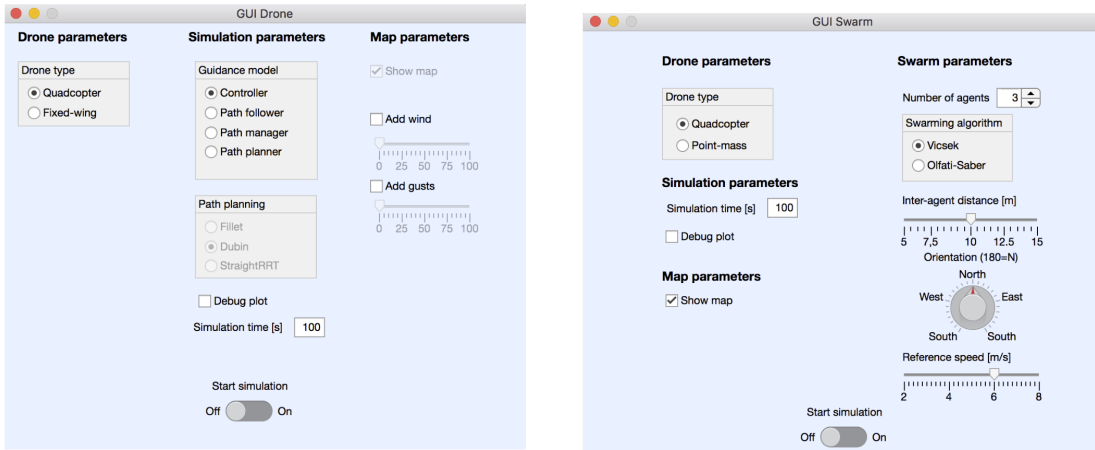 GUI Drone
Drone parameters
Drone type
Quadcopter
Fixed-wing
Simulation parameters
Guidance model
Controller
Path follower
Path manager
Path planner
Path planning
Fillet
Dubin
StraightRRT
Debug plot
Simulation time [s] 100
Map parameters
Show map
Add wind
0 25 50 75 100
Add gusts
0 25 50 75 100
Start simulation
Off On
GUI Swarm
Drone parameters
Drone type
Quadcopter
Point-mass
Simulation parameters
Simulation time [s] 100
Debug plot
Map parameters
Show map
Swarm parameters
Number of agents 3
Swarming algorithm
Vicsek
Olfati-Saber
Inter-agent distance [m]
5 7,5 10 12.5 15
Orientation (180=N)
North
West East
South South
Reference speed [m/s]
2 4 6 8
Start simulation
Off On